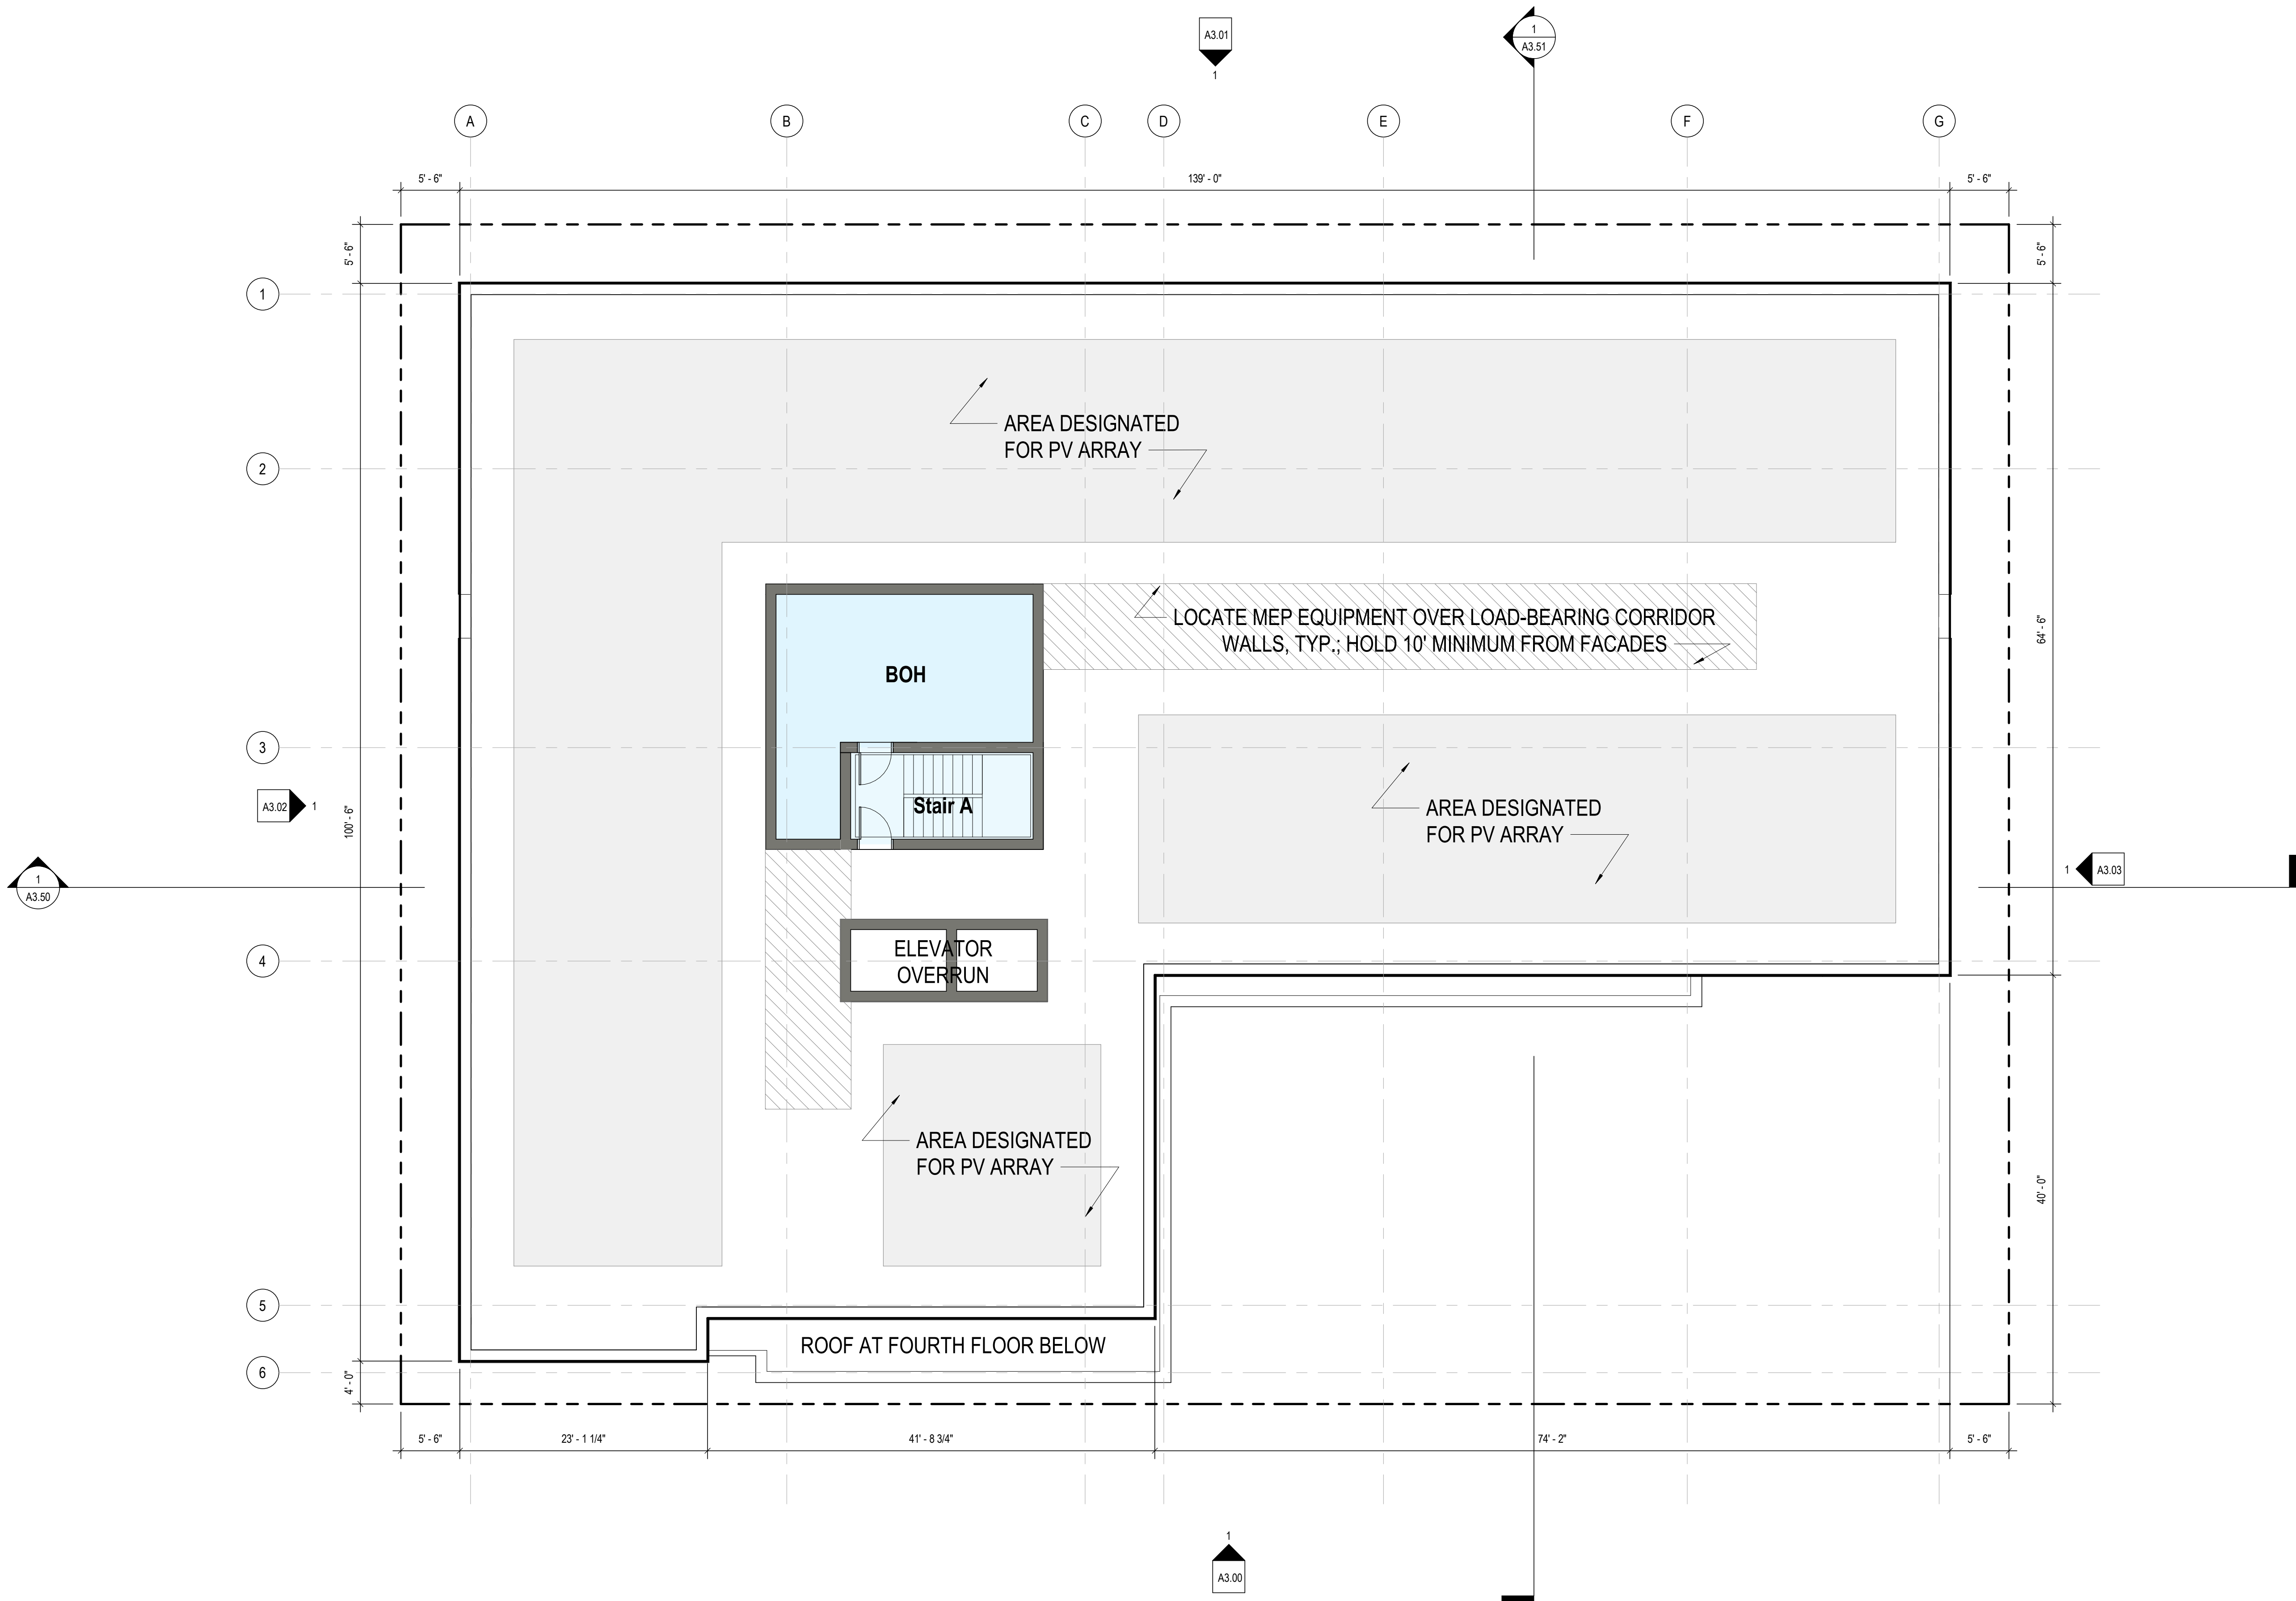 A3.01
1
1
A3.51
A
B
C
D
E
F
G
5' - 6"
139' - 0"
5' - 6"
5' - 6"
5' - 6"
1
AREA DESIGNATED
FOR PV ARRAY
2
LOCATE MEP EQUIPMENT OVER LOAD-BEARING CORRIDOR
WALLS, TYP.; HOLD 10' MINIMUM FROM FACADES
64' - 6"
BOH
3
A3.02
1
100' - 6"
Stair A
AREA DESIGNATED
FOR PV ARRAY
1
A3.50
1
A3.03
4
ELEVATOR
OVERRUN
AREA DESIGNATED
FOR PV ARRAY
40' - 0"
5
ROOF AT FOURTH FLOOR BELOW
6
4' - 0"
5' - 6"
23' - 1 1/4"
41' - 8 3/4"
74' - 2"
5' - 6"
1
A3.00